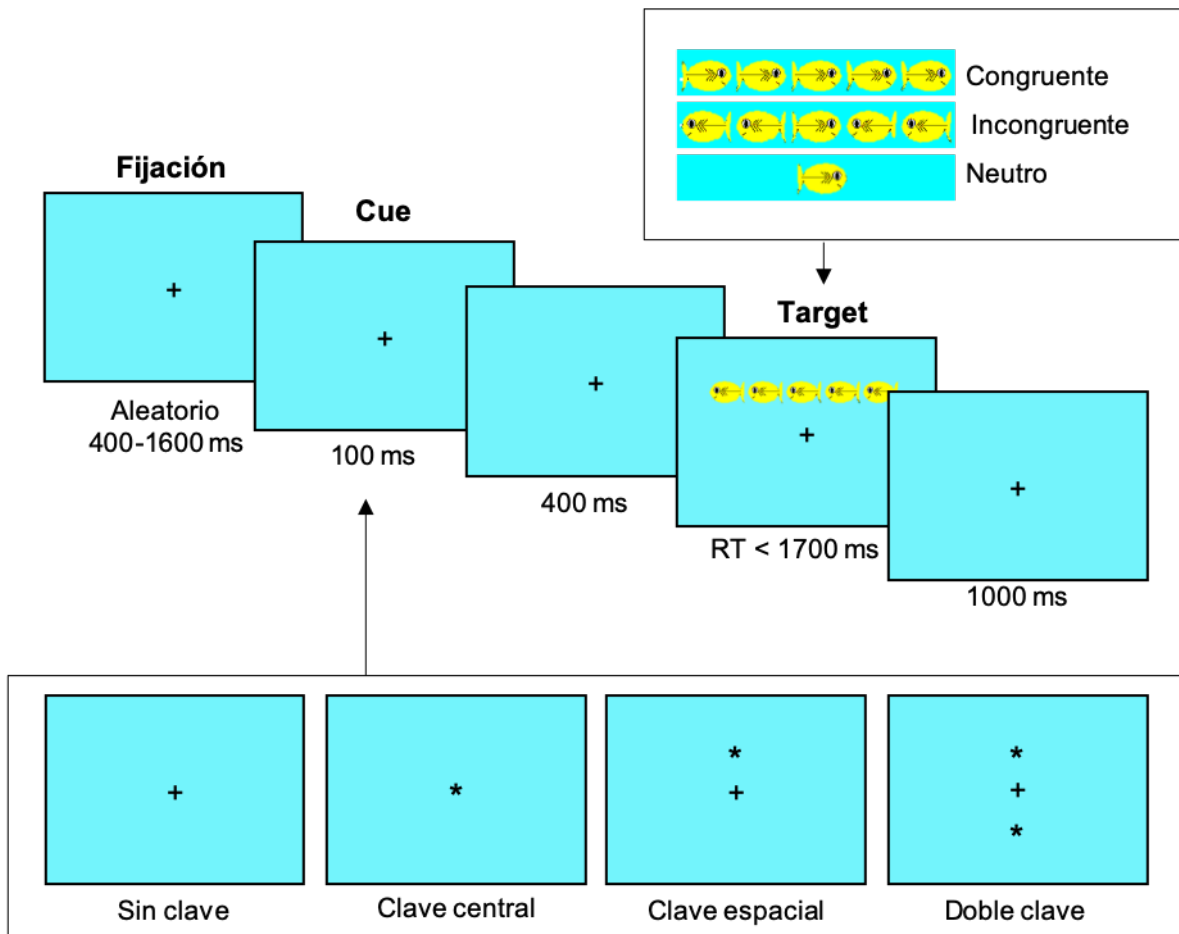 Congruente
Incongruente
Neutro
Fijación
Cue
Target
+
+
+
+
+
Aleatorio
400-1600 ms
100 ms
400 ms
RT < 1700 ms
1000 ms
*
*
+
*
+
+
*
*
Sin clave
Clave central
Clave espacial
Doble clave